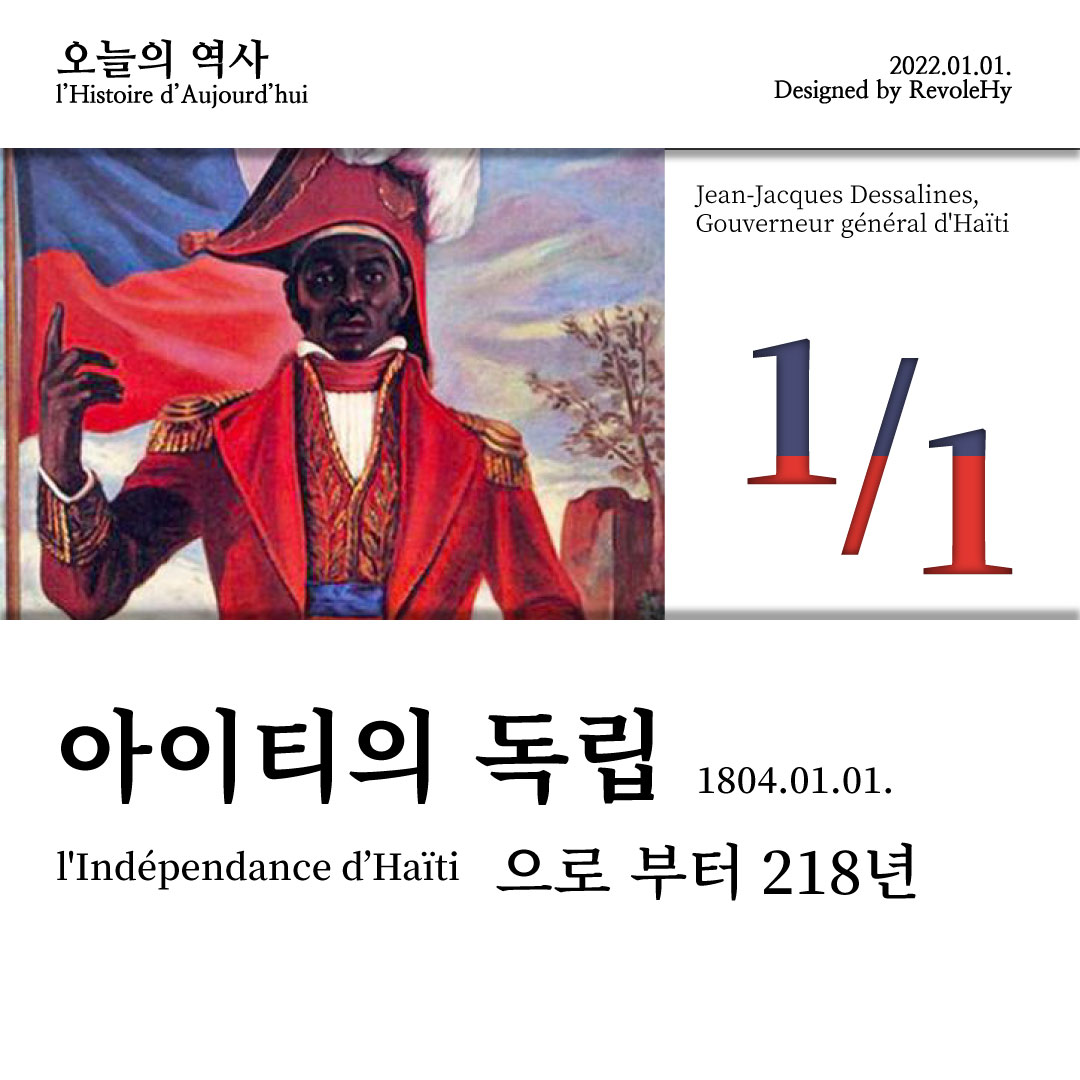 오늘의 역사
l’Histoire d’Aujourd’hui
2022.01.01.
Designed by RevoleHy
Jean-Jacques Dessalines,
Gouverneur général d'Haïti
1/1
아이티의 독립 1804.01.01.
l'Indépendance d’Haïti 으로 부터 218년